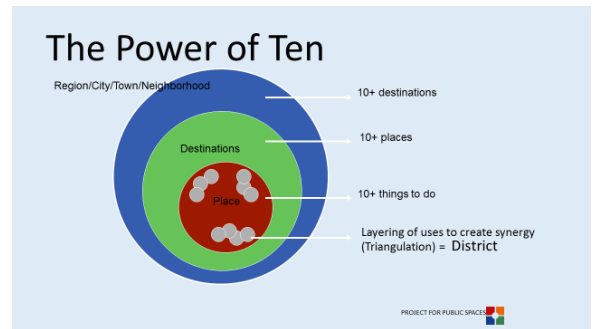 The Power of Ten
Region/City/Town/Neighborhood
10+ destinations
10+ places
Destinations
10+ things to do
Place
Layering of uses to create synergy
(Triangulation) = District
PROJECT FOR PUBLIC SPACES